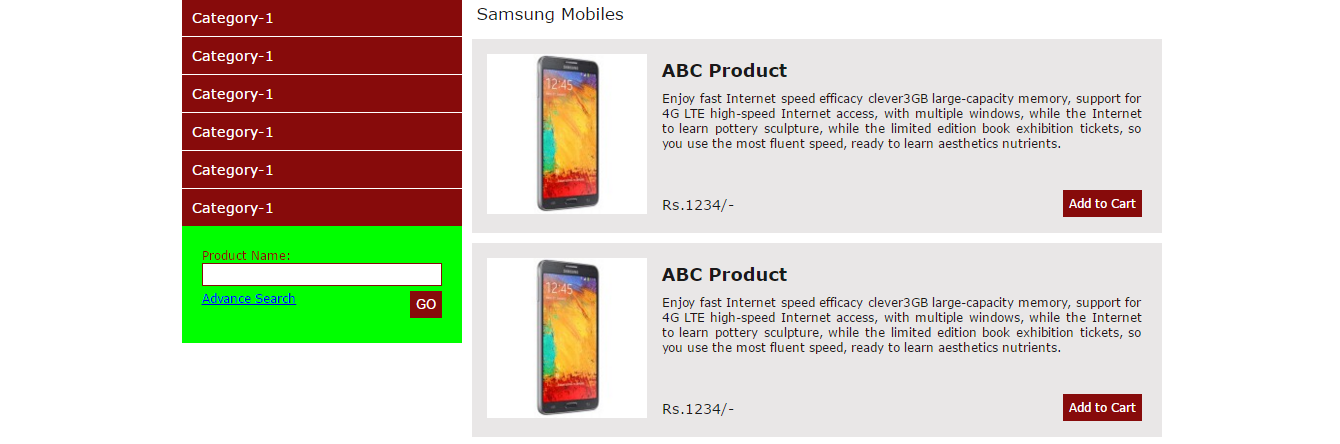 Category-1
Category-1
Category-1
Category-1
Category-1
Category-1
Product Name:
Advance Search
GO
Samsung Mobiles
12:45
ABC Product
Enjoy fast Internet speed efficacy clever3GB large-capacity memory, support for
4G LTE high-speed Internet access, with multiple windows, while the Internet
to learn pottery sculpture, while the limited edition book exhibition tickets, so
you use the most fluent speed, ready to learn aesthetics nutrients.
Rs.1234/-
Add to Cart
12:45
ABC Product
Enjoy fast Internet speed efficacy clever3GB large-capacity memory, support for
4G LTE high-speed Internet access, with multiple windows, while the Internet
to learn pottery sculpture, while the limited edition book exhibition tickets, so
you use the most fluent speed, ready to learn aesthetics nutrients.
Rs.1234/-
Add to Cart